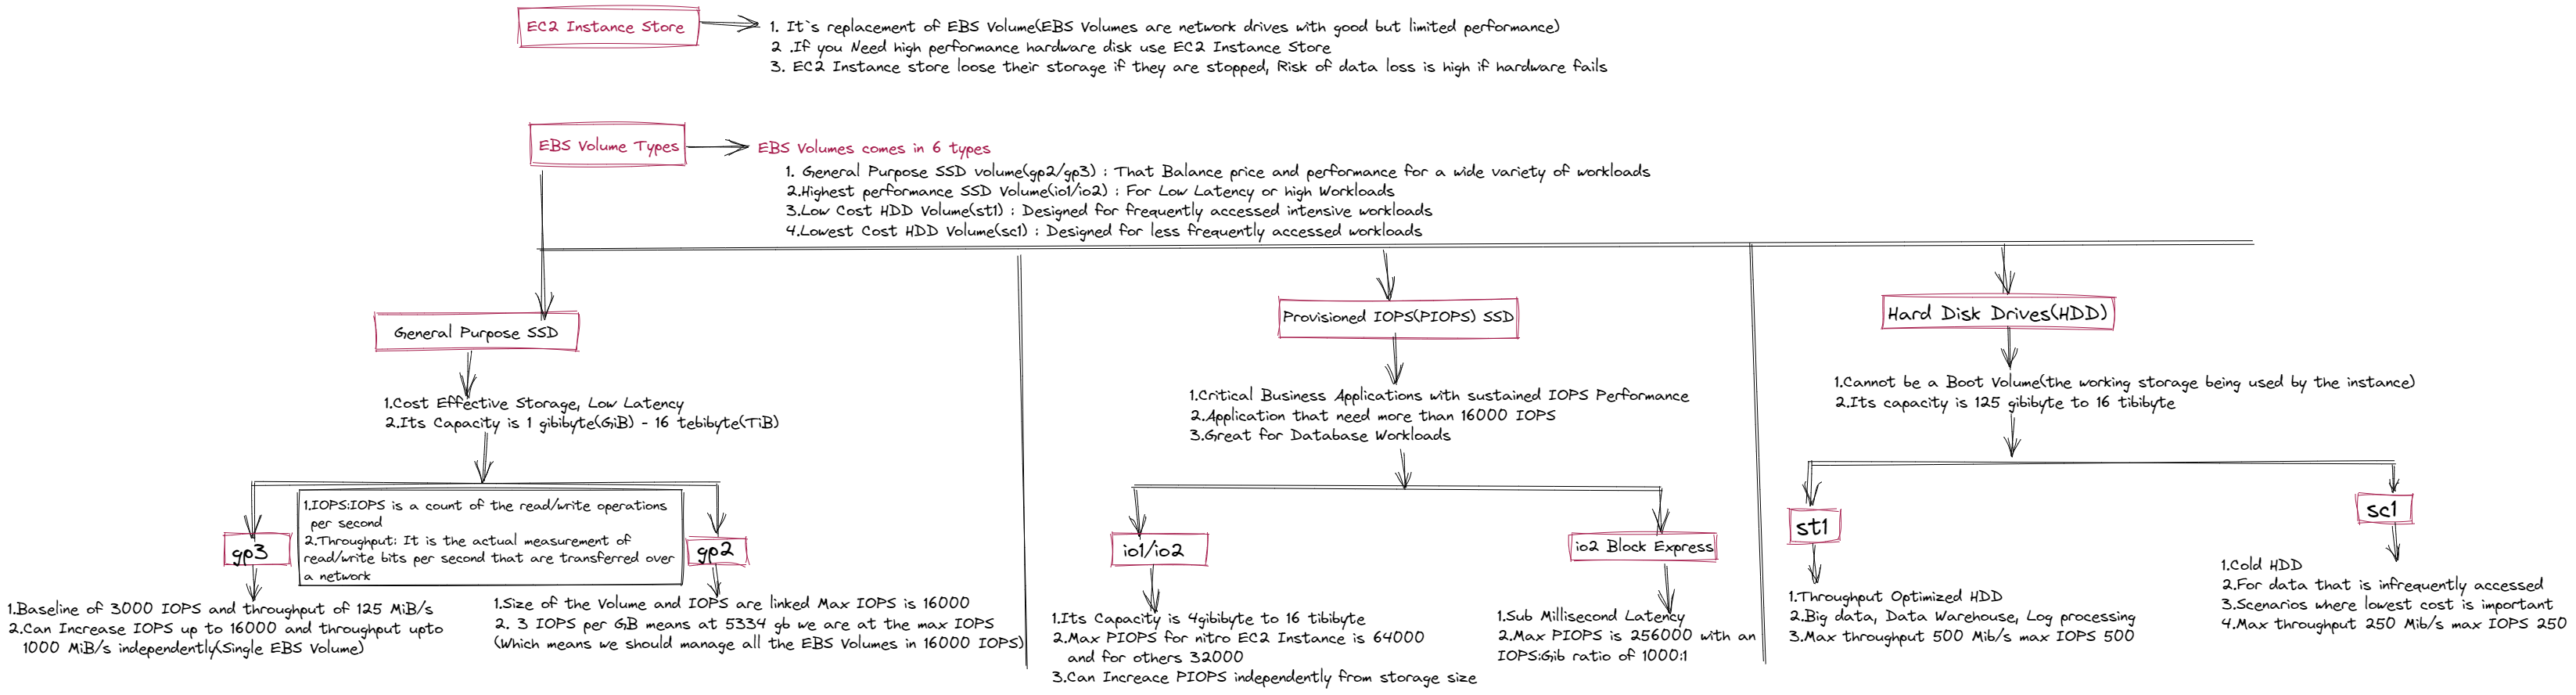 EC2 Instance Store
1. It`s replacement of EBS Volume(EBS Volumes are network drives with good but limited performance)
2 .If you Need high performance hardware disk use EC2 Instance Store
3. EC2 Instance store loose their storage if they are stopped, Risk of data loss is high if hardware fails
EBS Volume Types
EBS Volumes comes in 6 types
1. General Purpose SSD volume(gp2/gp3) : That Balance price and performance for a wide variety of workloads
2.Highest performance SSD Volume(io1/io2) : For Low Latency or high Workloads
3.Low Cost HDD Volume(st1) : Designed for frequently accessed intensive workloads
4.Lowest Cost HDD Volume(sc1) : Designed for less frequently accessed workloads
General Purpose SSD
1.Cost Effective Storage, Low Latency
2.Its Capacity is 1 gibibyte(GiB) - 16 tebibyte(TiB)
1.IOPS:IOPS is a count of the read/write operations
per second
2.Throughput: It is the actual measurement of
read/write bits per second that are transferred over
a network
gp3
1.Baseline of 3000 IOPS and throughput of 125 MiB/s
2.Can Increase IOPS up to 16000 and throughput upto
1000 MiB/s independently(Single EBS Volume)
gp2
1.Size of the Volume and IOPS are linked Max IOPS is 16000
2. 3 IOPS per GB means at 5334 gb we are at the max IOPS
(Which means we should manage all the EBS Volumes in 16000 IOPS)
Provisioned IOPS(PIOPS) SSD
1.Critical Business Applications with sustained IOPS Performance
2.Application that need more than 16000 IOPS
3.Great for Database Workloads
io1/io2
1.Its Capacity is 4gibibyte to 16 tibibyte
2.Max PIOPS for nitro EC2 Instance is 64000
and for others 32000
3.Can Increace PIOPS independently from storage size
io2 Block Express
1.Sub Millisecond Latency
2.Max PIOPS is 256000 with an
IOPS:Gib ratio of 1000:1
Hard Disk Drives(HDD)
1.Cannot be a Boot Volume(the working storage being used by the instance)
2.Its capacity is 125 gibibyte to 16 tibibyte
st1
1.Throughput Optimized HDD
2.Big data, Data Warehouse, Log processing
3.Max throughput 500 Mib/s max IOPS 500
sc1
1.Cold HDD
2.For data that is infrequently accessed
3.Scenarios where lowest cost is important
4.Max throughput 250 Mib/s max IOPS 250